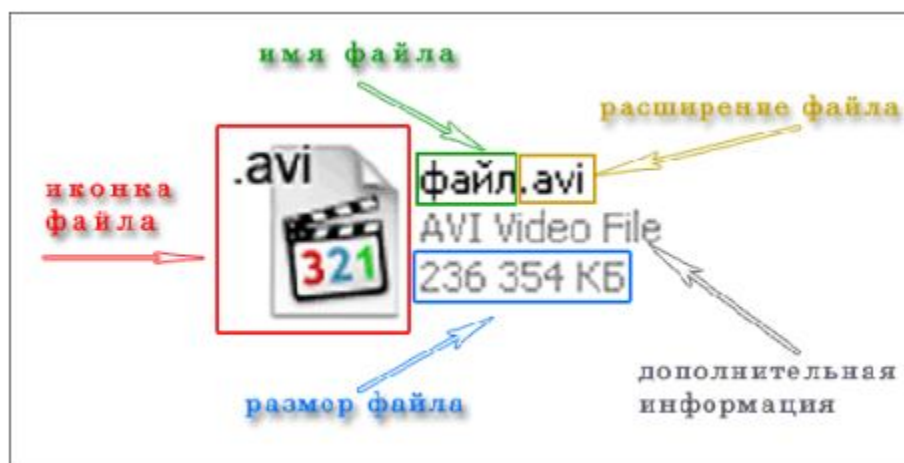 имя файла
расширение файла
.avi
файл.avi
иконка
файла
AVI Video File
321
236 354 КБ
дополнительная
информация
размер файла